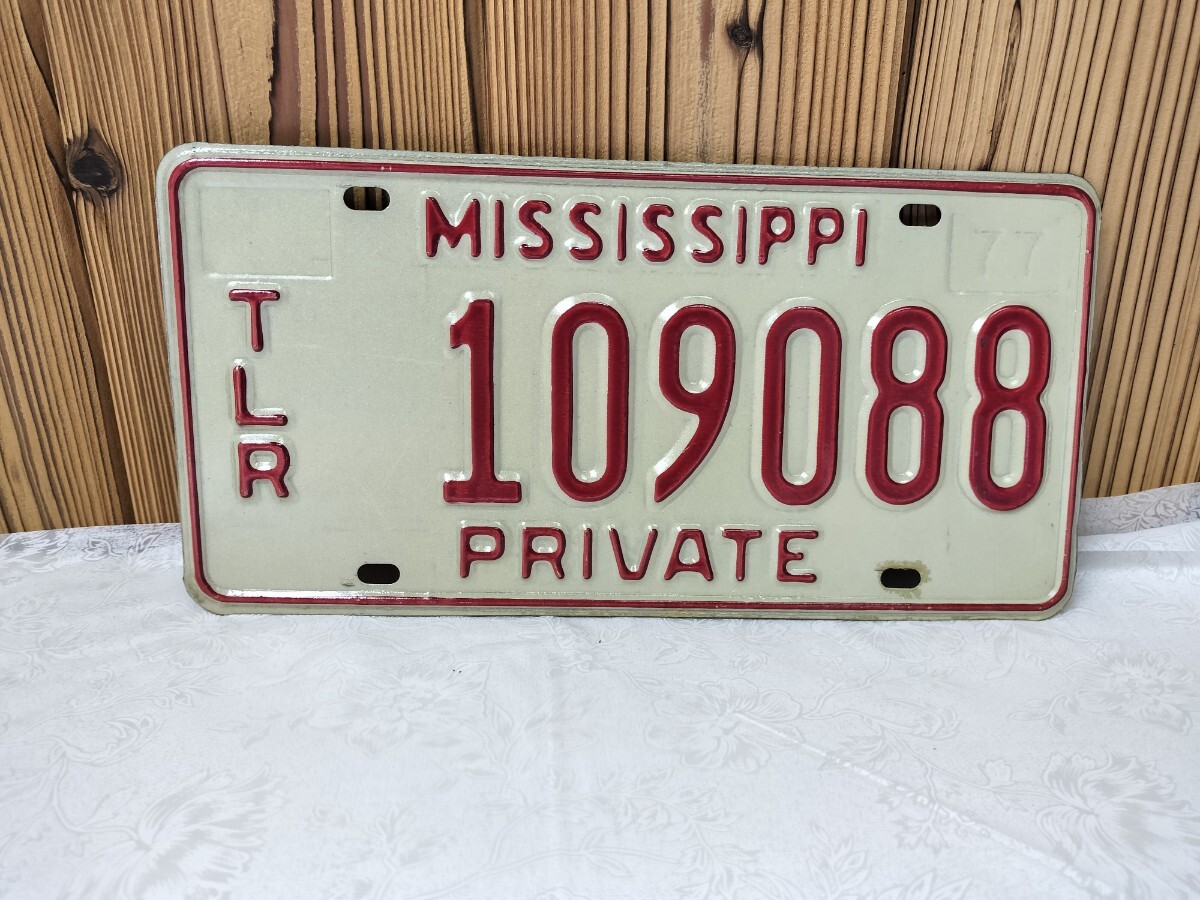 MISSISSIPPI
77
TLR
109088
PRIVATE